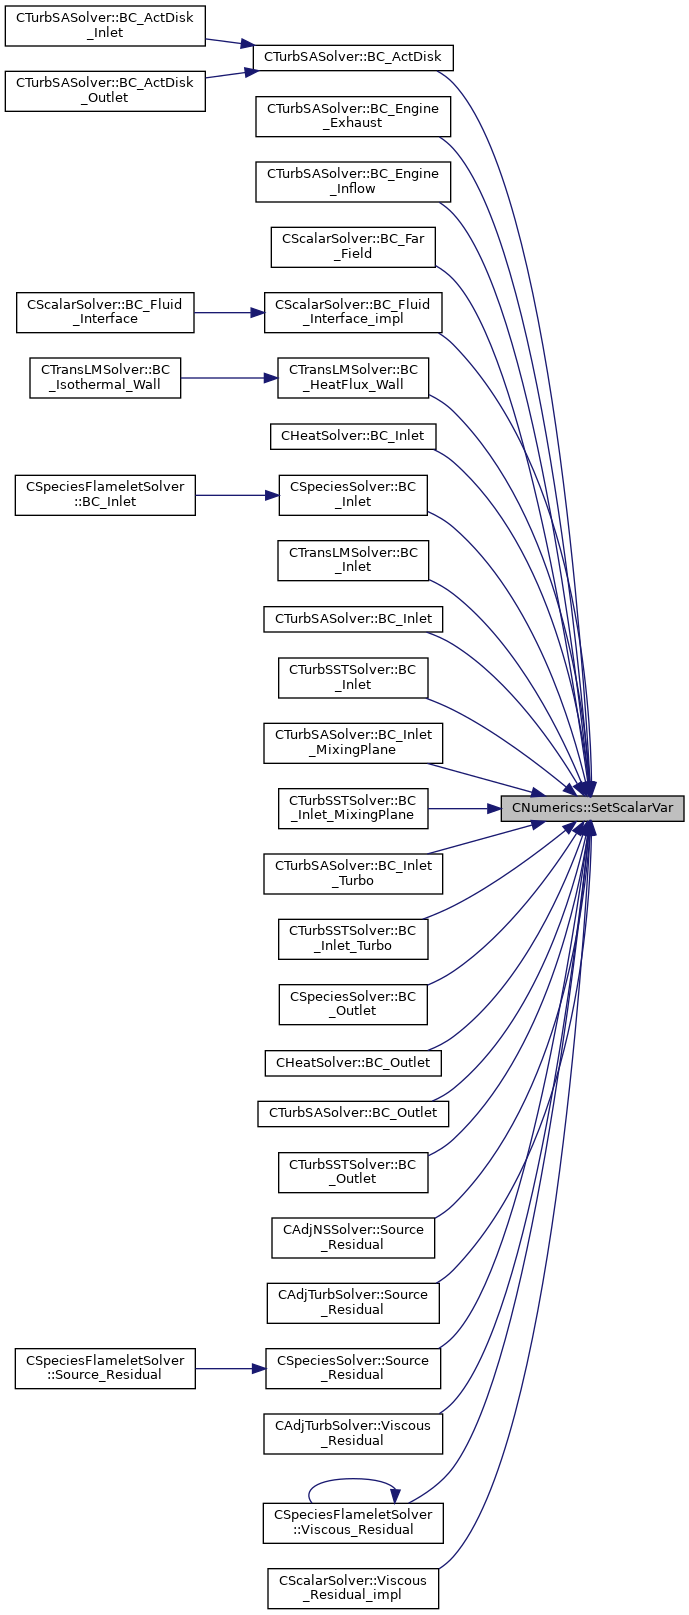 CTurbSASolver::BC_ActDisk
_Inlet
CTurbSASolver::BC_ActDisk
CTurbSASolver::BC_ActDisk
_Outlet
CTurbSASolver::BC_Engine
_Exhaust
CTurbSASolver::BC_Engine
_Inflow
CScalarSolver::BC_Far
_Field
CScalarSolver::BC_Fluid
_Interface
CScalarSolver::BC_Fluid
_Interface_impl
CTransLMSolver::BC
_Isothermal_Wall
CTransLMSolver::BC
_HeatFlux_Wall
CHeatSolver::BC_Inlet
CSpeciesFlameletSolver
::BC_Inlet
CSpeciesSolver::BC
_Inlet
CTransLMSolver::BC
_Inlet
CTurbSASolver::BC_Inlet
CTurbSSTSolver::BC
_Inlet
CTurbSASolver::BC_Inlet
_MixingPlane
CNumerics::SetScalarVar
CTurbSSTSolver::BC
_Inlet_MixingPlane
CTurbSASolver::BC_Inlet
_Turbo
CTurbSSTSolver::BC
_Inlet_Turbo
CSpeciesSolver::BC
_Outlet
CHeatSolver::BC_Outlet
CTurbSASolver::BC_Outlet
CTurbSSTSolver::BC
_Outlet
CAdjNSSolver::Source
_Residual
CAdjTurbSolver::Source
_Residual
CSpeciesFlameletSolver
::Source_Residual
CSpeciesSolver::Source
_Residual
CAdjTurbSolver::Viscous
_Residual
CSpeciesFlameletSolver
::Viscous_Residual
CScalarSolver::Viscous
_Residual_impl